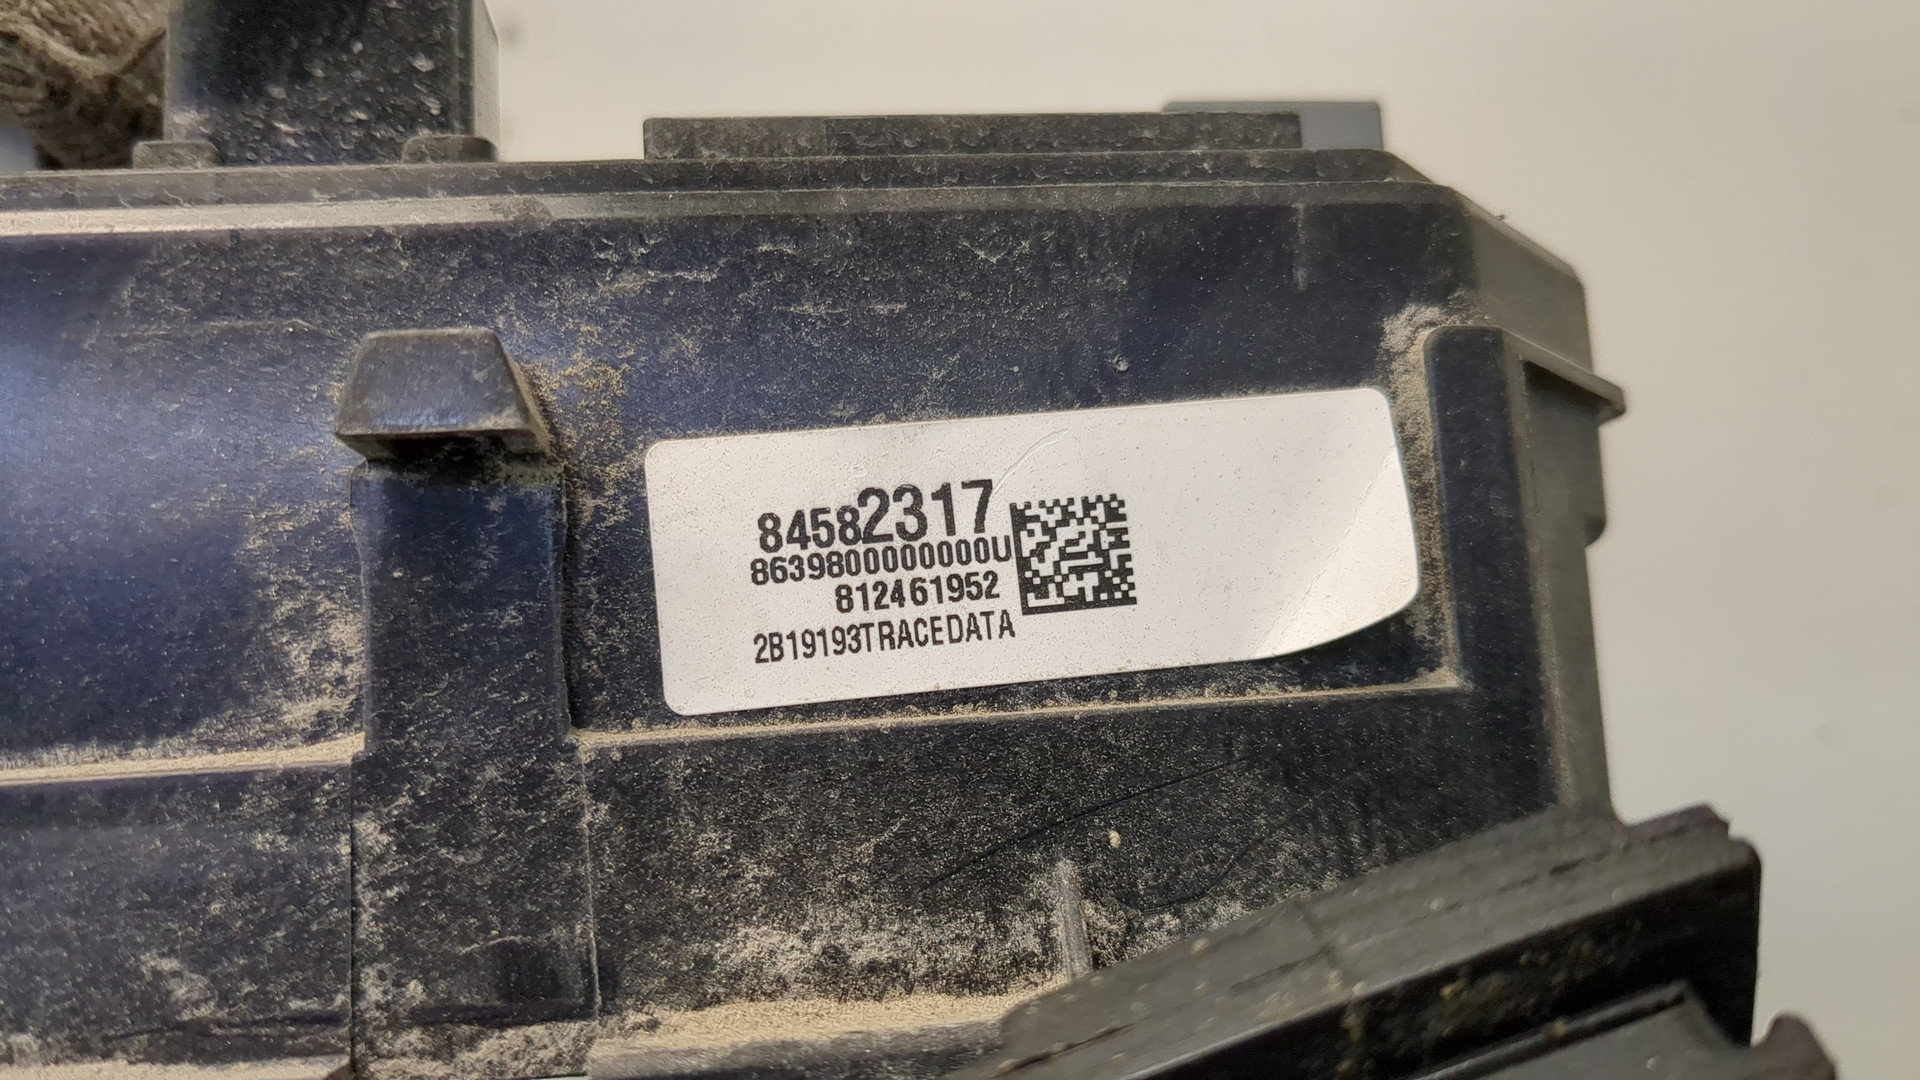 84582317
8639800000000U
812461952
2B19193TRACEDATA